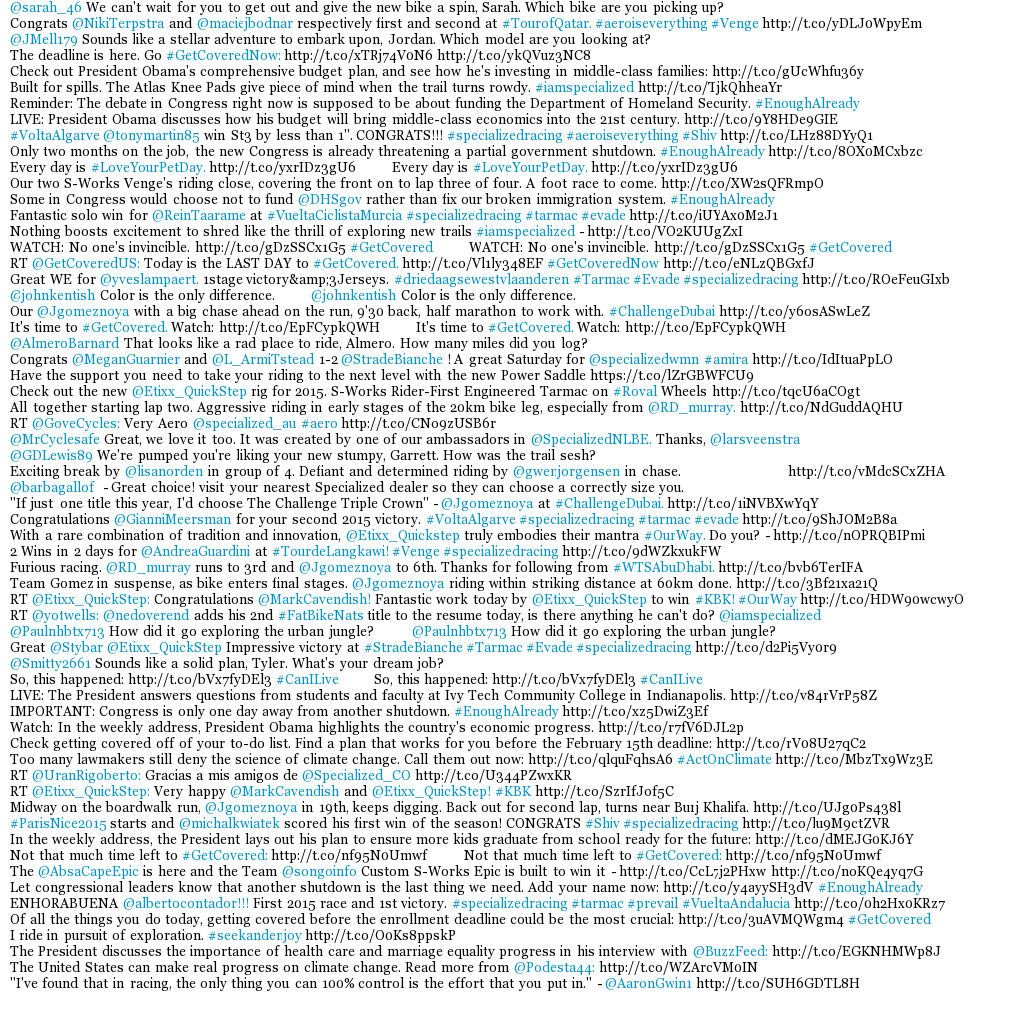 @sarah_46 We can't wait for you to get out and give the new bike a spin, Sarah. Which bike are you picking up?
Congrats @NikiTerpstra and @maciejbodnar respectively first and second at #TourofQatar. #aeroiseverything #Venge http://t.co/yDLJ0WpyEm
@JMell179 Sounds like a stellar adventure to embark upon, Jordan. Which model are you looking at?
The deadline is here. Go #GetCoveredNow: http://t.co/xTRj74VoN6 http://t.co/ykQVuz3NC8
Check out President Obama's comprehensive budget plan, and see how he's investing in middle-class families: http://t.co/gUcWhfu36y
Built for spills. The Atlas Knee Pads give piece of mind when the trail turns rowdy. #iamspecialized http://t.co/TjkQhheaYr
Reminder: The debate in Congress right now is supposed to be about funding the Department of Homeland Security. #EnoughAlready
LIVE: President Obama discusses how his budget will bring middle-class economics into the 21st century. http://t.co/9Y8HDe9GIE
#VoltaAlgarve @tonymartin85 win St3 by less than 1". CONGRATS!!! #specializedracing #aeroiseverything #Shiv http://t.co/LHz88DYyQ1
Only two months on the job, the new Congress is already threatening a partial government shutdown. #EnoughAlready http://t.co/8OX0MCxbzc
Every day is #LoveYourPetDay. http://t.co/yxrIDz3gU6 Every day is #LoveYourPetDay. http://t.co/yxrIDz3gU6
Our two S-Works Venge's riding close, covering the front on to lap three of four. A foot race to come. http://t.co/XW2sQFRmpO
Some in Congress would choose not to fund @DHSgov rather than fix our broken immigration system. #EnoughAlready
Fantastic solo win for @ReinTaarame at #VueltaCiclistaMurcia #specializedracing #tarmac #evade http://t.co/iUYAx0M2J1
Nothing boosts excitement to shred like the thrill of exploring new trails #iamspecialized - http://t.co/VO2KUUgZxI
WATCH: No one's invincible. http://t.co/gDzSSCx1G5 #GetCovered WATCH: No one's invincible. http://t.co/gDzSSCx1G5 #GetCovered
RT @GetCoveredUS: Today is the LAST DAY to #GetCovered. http://t.co/Vl1ly348EF #GetCoveredNow http://t.co/eNLzQBGxfJ
Great WE for @yveslampaert. 1stage victory&amp;3Jerseys. #driedaagsewestvlaanderen #Tarmac #Evade #specializedracing http://t.co/ROeFeuGIxb
@johnkentish Color is the only difference. @johnkentish Color is the only difference.
Our @Jgomeznoya with a big chase ahead on the run, 9'30 back, half marathon to work with. #ChallengeDubai http://t.co/y6osASwLeZ
It's time to #GetCovered. Watch: http://t.co/EpFCypkQWH It's time to #GetCovered. Watch: http://t.co/EpFCypkQWH
@AlmeroBarnard That looks like a rad place to ride, Almero. How many miles did you log?
Congrats @MeganGuarnier and @L_ArmiTstead 1-2 @StradeBianche ! A great Saturday for @specializedwmn #amira http://t.co/IdItuaPpLO
Have the support you need to take your riding to the next level with the new Power Saddle https://t.co/lZrGBWFCU9
Check out the new @Etixx_QuickStep rig for 2015. S-Works Rider-First Engineered Tarmac on #Roval Wheels http://t.co/tqcU6aCOgt
All together starting lap two. Aggressive riding in early stages of the 20km bike leg, especially from @RD_murray. http://t.co/NdGuddAQHU
RT @GoveCycles: Very Aero @specialized_au #aero http://t.co/CNo9zUSB6r
@MrCyclesafe Great, we love it too. It was created by one of our ambassadors in @SpecializedNLBE. Thanks, @larsveenstra
@GDLewis89 We're pumped you're liking your new stumpy, Garrett. How was the trail sesh?
Exciting break by @lisanorden in group of 4. Defiant and determined riding by @gwenjorgensen in chase. http://t.co/vMdcSCxZHA
@barbagallof - Great choice! visit your nearest Specialized dealer so they can choose a correctly size you.
"If just one title this year, I'd choose The Challenge Triple Crown" - @Jgomeznoya at #ChallengeDubai. http://t.co/1iNVBXwYqY
Congratulations @GianniMeersman for your second 2015 victory. #VoltaAlgarve #specializedracing #tarmac #evade http://t.co/9ShJOM2B8a
With a rare combination of tradition and innovation, @Etixx_Quickstep truly embodies their mantra #OurWay. Do you? - http://t.co/nOPRQBIPmi
2 Wins in 2 days for @AndreaGuardini at #TourdeLangkawi! #Venge #specializedracing http://t.co/9dWZkxukFW
Furious racing. @RD_murray runs to 3rd and @Jgomeznoya to 6th. Thanks for following from #WTSAbuDhabi. http://t.co/bvb6TerIFA
Team Gomez in suspense, as bike enters final stages. @Jgomeznoya riding within striking distance at 60km done. http://t.co/3Bf21xa21Q
RT @Etixx_QuickStep: Congratulations @MarkCavendish! Fantastic work today by @Etixx_QuickStep to win #KBK! #OurWay http://t.co/HDW90wcwyO
RT @yotwells: @nedoverend adds his 2nd #FatBikeNats title to the resume today, is there anything he can't do? @iamspecialized
@Paulnhbtx713 How did it go exploring the urban jungle? @Paulnhbtx713 How did it go exploring the urban jungle?
Great @Stybar @Etixx_QuickStep Impressive victory at #StradeBianche #Tarmac #Evade #specializedracing http://t.co/d2Pi5Vy0r9
@Smitty2661 Sounds like a solid plan, Tyler. What's your dream job?
So, this happened: http://t.co/bVx7fyDEl3 #CanILive So, this happened: http://t.co/bVx7fyDEl3 #CanILive
LIVE: The President answers questions from students and faculty at Ivy Tech Community College in Indianapolis. http://t.co/v84rVrP58Z
IMPORTANT: Congress is only one day away from another shutdown. #EnoughAlready http://t.co/xz5DwiZ3Ef
Watch: In the weekly address, President Obama highlights the country's economic progress. http://t.co/r7fV6DJL2p
Check getting covered off of your to-do list. Find a plan that works for you before the February 15th deadline: http://t.co/rV08U27qC2
Too many lawmakers still deny the science of climate change. Call them out now: http://t.co/qlquFqhsA6 #ActOnClimate http://t.co/MbzTx9Wz3E
RT @UranRigoberto: Gracias a mis amigos de @Specialized_CO http://t.co/U344PZwxKR
RT @Etixx_QuickStep: Very happy @MarkCavendish and @Etixx_QuickStep! #KBK http://t.co/SzrIfJof5C
Midway on the boardwalk run, @Jgomeznoya in 19th, keeps digging. Back out for second lap, turns near Burj Khalifa. http://t.co/UJgoPs438l
#ParisNice2015 starts and @michalkwiatek scored his first win of the season! CONGRATS #Shiv #specializedracing http://t.co/lu9M9ctZVR
In the weekly address, the President lays out his plan to ensure more kids graduate from school ready for the future: http://t.co/dMEJG0KJ6Y
Not that much time left to #GetCovered: http://t.co/nf95NoUmwf Not that much time left to #GetCovered: http://t.co/nf95NoUmwf
The @AbsaCapeEpic is here and the Team @songoinfo Custom S-Works Epic is built to win it - http://t.co/CcL7j2PHxw http://t.co/noKQe4yq7G
Let congressional leaders know that another shutdown is the last thing we need. Add your name now: http://t.co/y4ayySH3dV #EnoughAlready
ENHORABUENA @albertocontador!!! First 2015 race and 1st victory. #specializedracing #tarmac #prevail #VueltaAndalucia http://t.co/oh2Hx0KRz7
Of all the things you do today, getting covered before the enrollment deadline could be the most crucial: http://t.co/3uAVMQWgm4 #GetCovered
I ride in pursuit of exploration. #seekandenjoy http://t.co/O0Ks8ppskP
The President discusses the importance of health care and marriage equality progress in his interview with @BuzzFeed: http://t.co/EGKNHMWp8J
The United States can make real progress on climate change. Read more from @Podesta44: http://t.co/WZArcVM0IN
"I've found that in racing, the only thing you can 100% control is the effort that you put in." - @AaronGwin1 http://t.co/SUH6GDTL8H